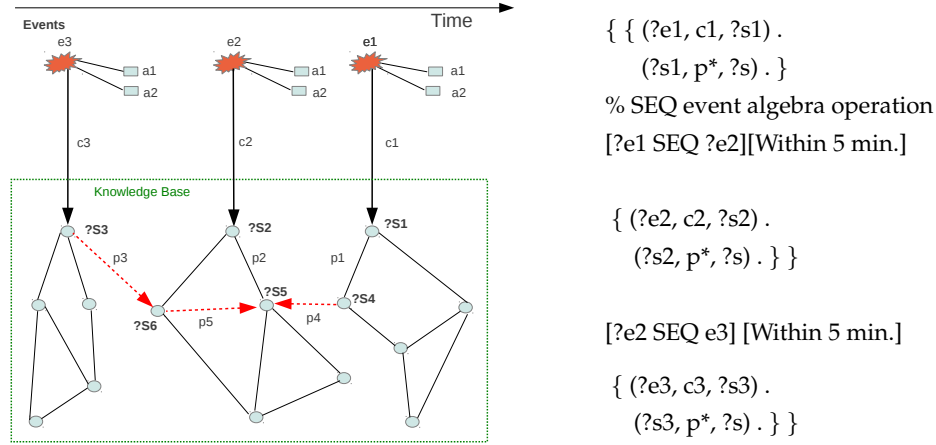 Time
Events
e3
e2
e1
a1
a1
a1
a2
a2
a2
c3
c2
c1
Knowledge Base
?S3
?S2
?S1
p3
p2
p1
?S5
?S4
?S6
p5
p4
{ { (?e1, c1, ?s1) .
(?s1, p*, ?s) . }
% SEQ event algebra operation
[?e1 SEQ ?e2][Within 5 min.]
{ (?e2, c2, ?s2) .
(?s2, p*, ?s) . } }
[?e2 SEQ e3] [Within 5 min.]
{ (?e3, c3, ?s3) .
(?s3, p*, ?s) . } }